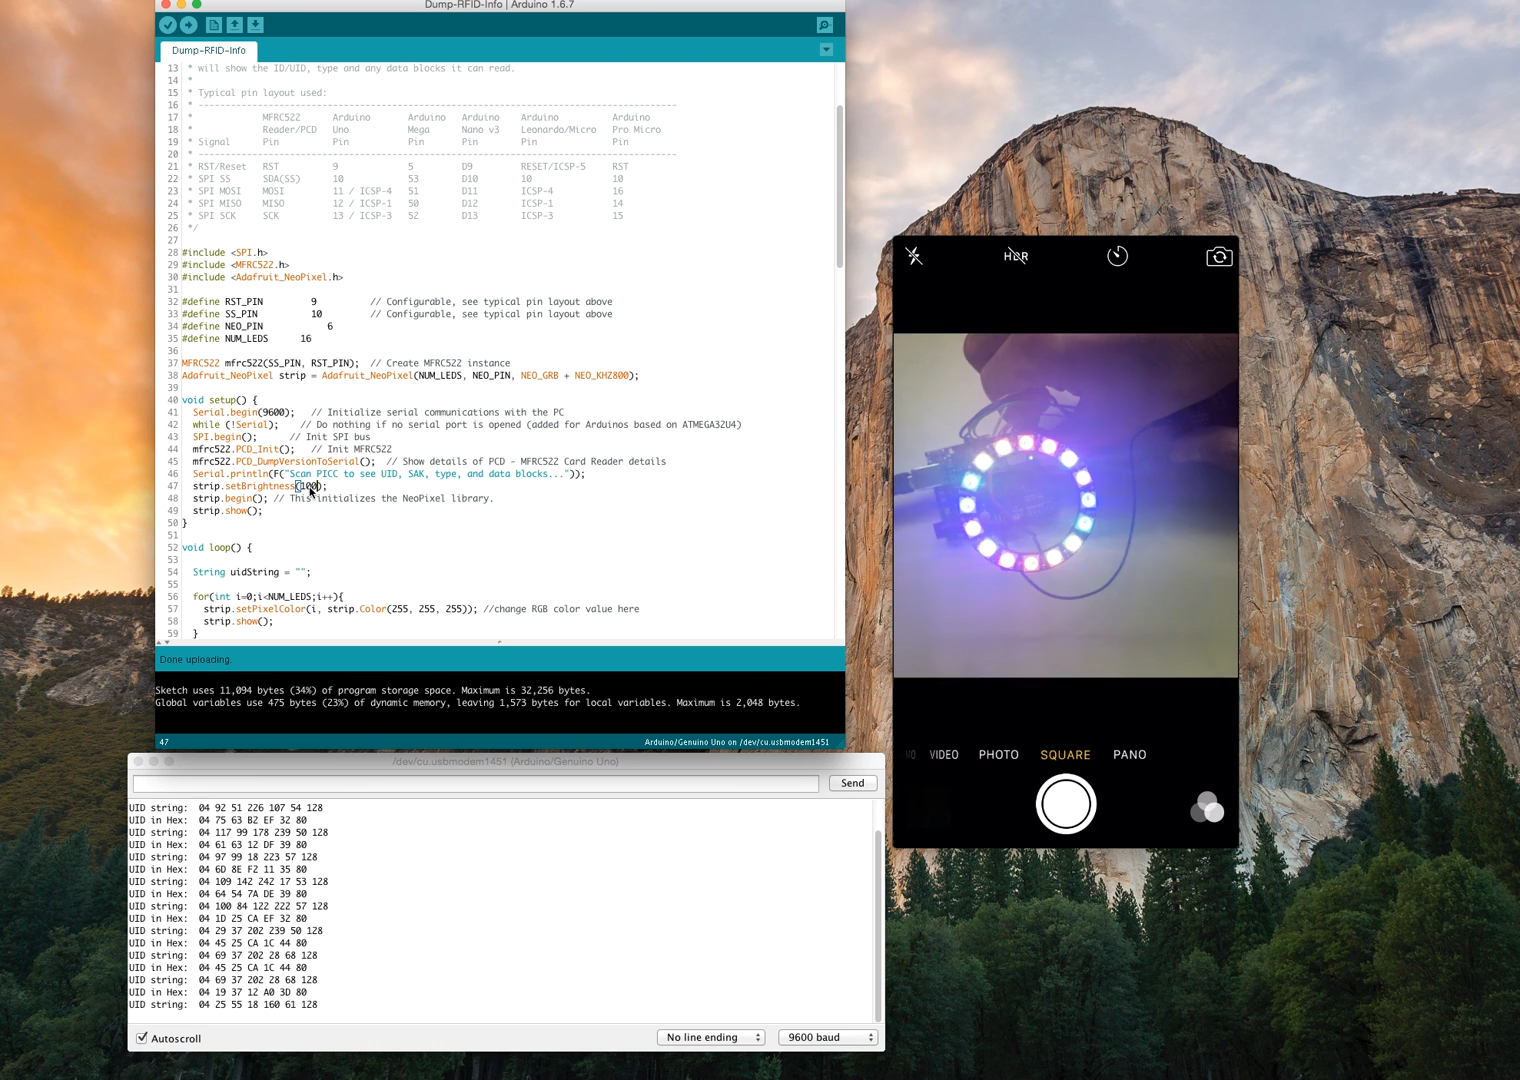 Dump-RFID-Info | Arduino 1.6.7
Dump-RFID-Info
13 * will show the ID/UID, type and any data blocks it can read.
14 *
15 * Typical pin layout used:
16 * -----------------------------------------------------------------------------------------
17 * MFRC522 Arduino Arduino Arduino Arduino Arduino
18 * Reader/PCD Uno Mega Nano v3 Leonardo/Micro Pro Micro
19 * Signal Pin Pin Pin Pin Pin Pin
20 * -----------------------------------------------------------------------------------------
21 * RST/Reset RST 9 5 D9 RESET/ICSP-5 RST
22 * SPI SS SDA(SS) 10 53 D10 10 10
23 * SPI MOSI MOSI 11 / ICSP-4 51 D11 ICSP-4 16
24 * SPI MISO MISO 12 / ICSP-1 50 D12 ICSP-1 14
25 * SPI SCK SCK 13 / ICSP-3 52 D13 ICSP-3 15
26 */
27
28 #include <SPI.h>
29 #include <MFRC522.h>
30 #include <Adafruit_NeoPixel.h>
31
32 #define RST_PIN 9 // Configurable, see typical pin layout above
33 #define SS_PIN 10 // Configurable, see typical pin layout above
34 #define NEO_PIN 6
35 #define NUM_LEDS 16
36
37 MFRC522 mfrc522(SS_PIN, RST_PIN); // Create MFRC522 instance
38 Adafruit_NeoPixel strip = Adafruit_NeoPixel(NUM_LEDS, NEO_PIN, NEO_GRB + NEO_KHZ800);
39
40 void setup() {
41 Serial.begin(9600); // Initialize serial communications with the PC
42 while (!Serial); // Do nothing if no serial port is opened (added for Arduinos based on ATMEGA32U4)
43 SPI.begin(); // Init SPI bus
44 mfrc522.PCD_Init(); // Init MFRC522
45 mfrc522.PCD_DumpVersionToSerial(); // Show details of PCD - MFRC522 Card Reader details
46 Serial.println(F("Scan PICC to see UID, SAK, type, and data blocks..."));
47 strip.setBrightness(100);
48 strip.begin(); // This initializes the NeoPixel library.
49 strip.show();
50 }
51
52 void loop() {
53
54 String uidString = "";
55
56 for(int i=0;i<NUM_LEDS;i++){
57 strip.setPixelColor(i, strip.Color(255, 255, 255)); //change RGB color value here
58 strip.show();
59 }
Done uploading.
Sketch uses 11,094 bytes (34%) of program storage space. Maximum is 32,256 bytes.
Global variables use 475 bytes (23%) of dynamic memory, leaving 1,573 bytes for local variables. Maximum is 2,048 bytes.
47 Arduino/Genuino Uno on /dev/cu.usbmodem1451
/dev/cu.usbmodem1451 (Arduino/Genuino Uno)
Send
UID string: 04 92 51 226 107 54 128
UID in Hex: 04 75 63 B2 EF 32 80
UID string: 04 117 99 178 239 50 128
UID in Hex: 04 61 63 12 DF 39 80
UID string: 04 97 99 18 223 57 128
UID in Hex: 04 6D 8E F2 11 35 80
UID string: 04 109 142 242 17 53 128
UID in Hex: 04 64 54 7A DE 39 80
UID string: 04 100 84 122 222 57 128
UID in Hex: 04 1D 25 CA EF 32 80
UID string: 04 29 37 202 239 50 128
UID in Hex: 04 45 25 CA 1C 44 80
UID string: 04 69 37 202 28 68 128
UID in Hex: 04 45 25 CA 1C 44 80
UID string: 04 69 37 202 28 68 128
UID in Hex: 04 19 37 12 A0 3D 80
UID string: 04 25 55 18 160 61 128
Autoscroll
No line ending
9600 baud
HDR
VIDEO PHOTO SQUARE PANO